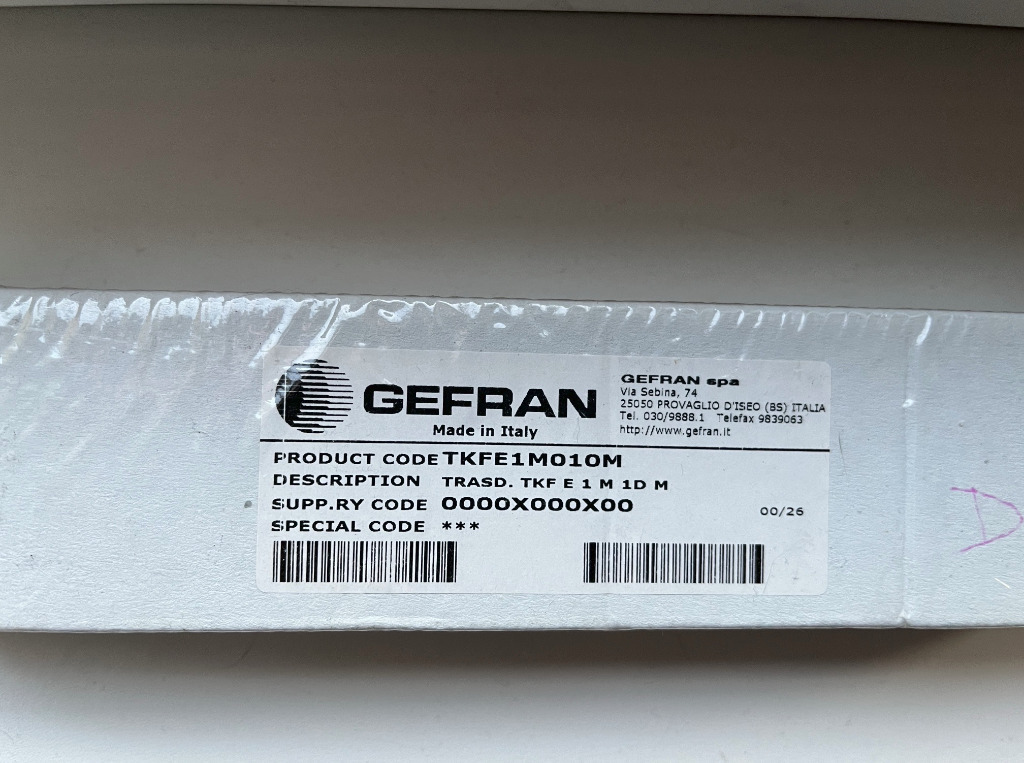 GEFRAN
Made in Italy
GEFRAN spa
Via Sebina, 74
25050 PROVAGLIO D'ISEO (BS) ITALIA
Tel. 030/9888.1 Telefax 9839063
http://www.gefran.it
PRODUCT CODE TKFE1M010M
DESCRIPTION TRASD. TKF E 1 M 1D M
SUPP.RY CODE 0000X000X00
00/26
SPECIAL CODE ***
A